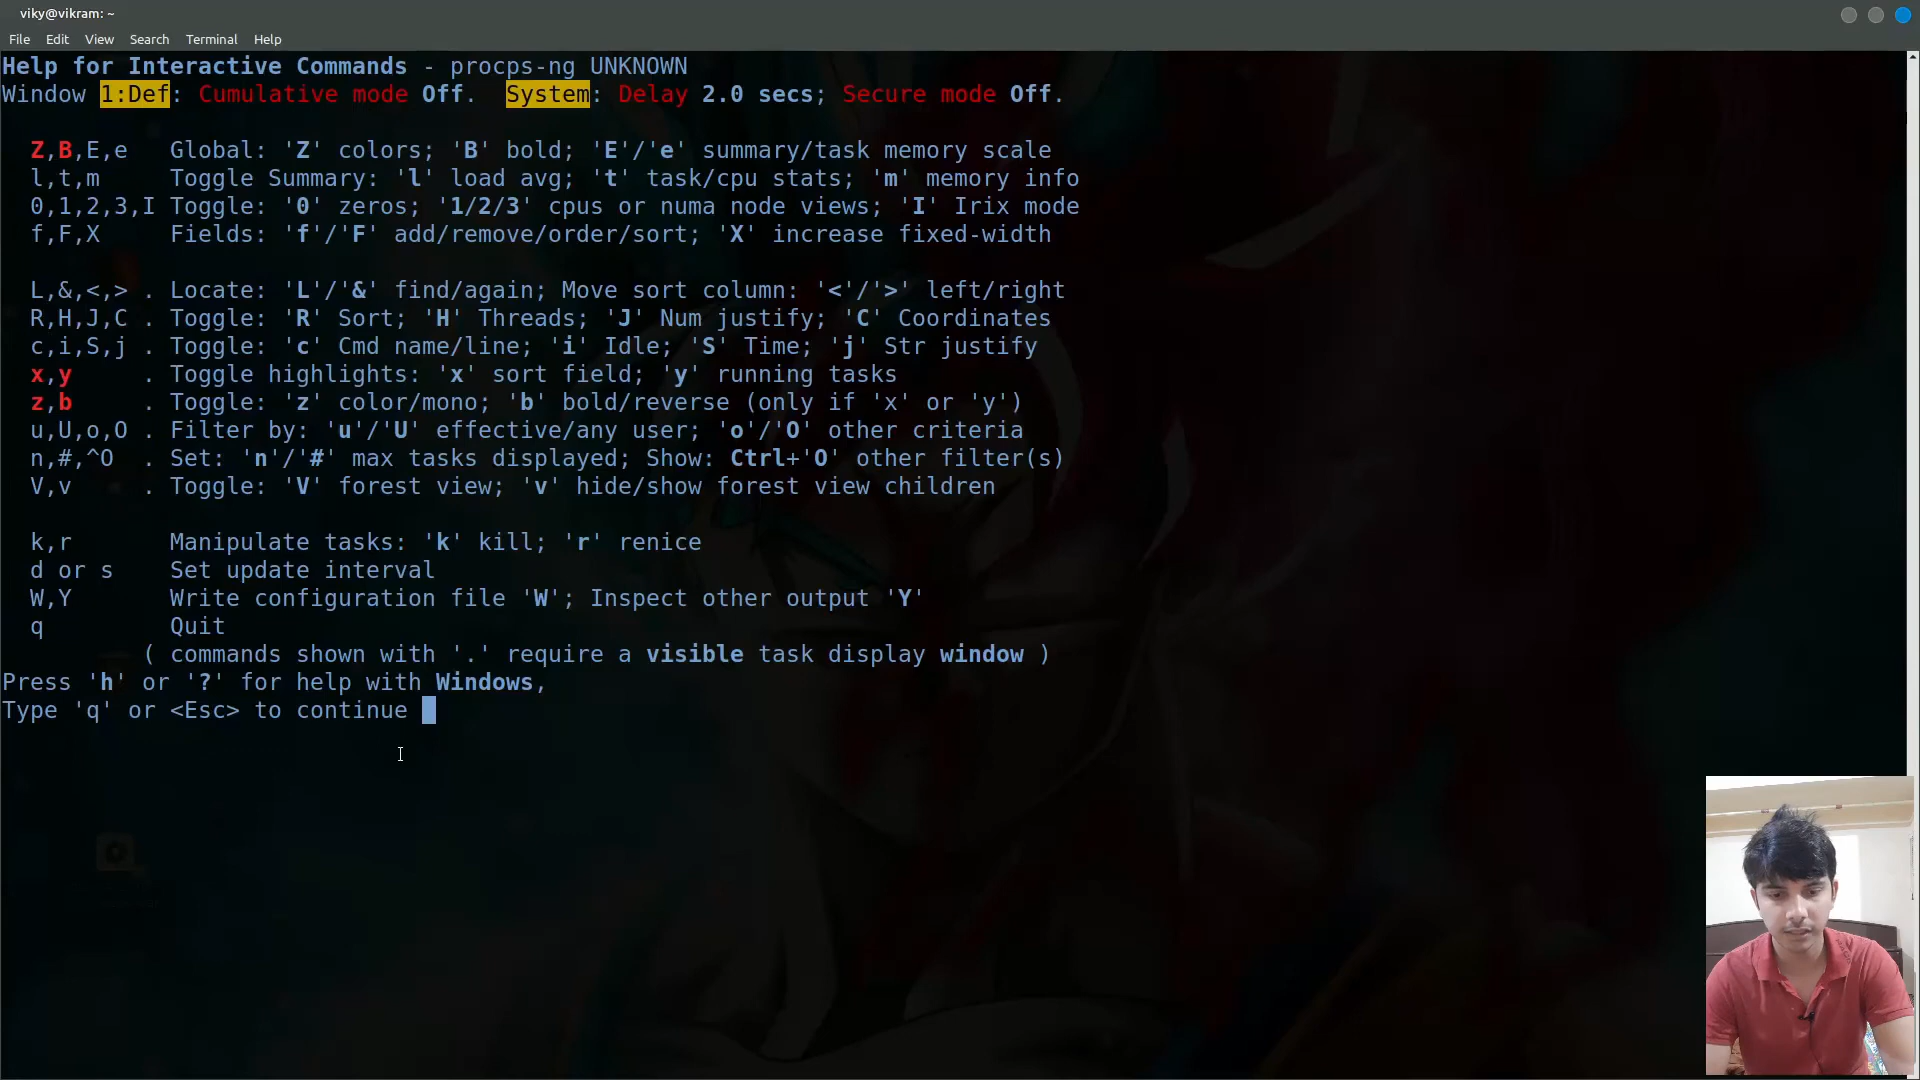 viky@vikram: ~
File Edit View Search Terminal Help
Help for Interactive Commands - procps-ng UNKNOWN
Window 1:Def: Cumulative mode Off.  System: Delay 2.0 secs; Secure mode Off.
Z,B,E,e   Global: 'Z' colors; 'B' bold; 'E'/'e' summary/task memory scale
l,t,m     Toggle Summary: 'l' load avg; 't' task/cpu stats; 'm' memory info
0,1,2,3,I Toggle: '0' zeros; '1/2/3' cpus or numa node views; 'I' Irix mode
f,F,X     Fields: 'f'/'F' add/remove/order/sort; 'X' increase fixed-width
L,&,<,> . Locate: 'L'/'&' find/again; Move sort column: '<'/'>' left/right
R,H,J,C . Toggle: 'R' Sort; 'H' Threads; 'J' Num justify; 'C' Coordinates
c,i,S,j . Toggle: 'c' Cmd name/line; 'i' Idle; 'S' Time; 'j' Str justify
x,y     . Toggle highlights: 'x' sort field; 'y' running tasks
z,b     . Toggle: 'z' color/mono; 'b' bold/reverse (only if 'x' or 'y')
u,U,o,O . Filter by: 'u'/'U' effective/any user; 'o'/'O' other criteria
n,#,^O  . Set: 'n'/'#' max tasks displayed; Show: Ctrl+'O' other filter(s)
V,v     . Toggle: 'V' forest view; 'v' hide/show forest view children
k,r       Manipulate tasks: 'k' kill; 'r' renice
d or s    Set update interval
W,Y       Write configuration file 'W'; Inspect other output 'Y'
q         Quit
( commands shown with '.' require a visible task display window )
Press 'h' or '?' for help with Windows,
Type 'q' or <Esc> to continue